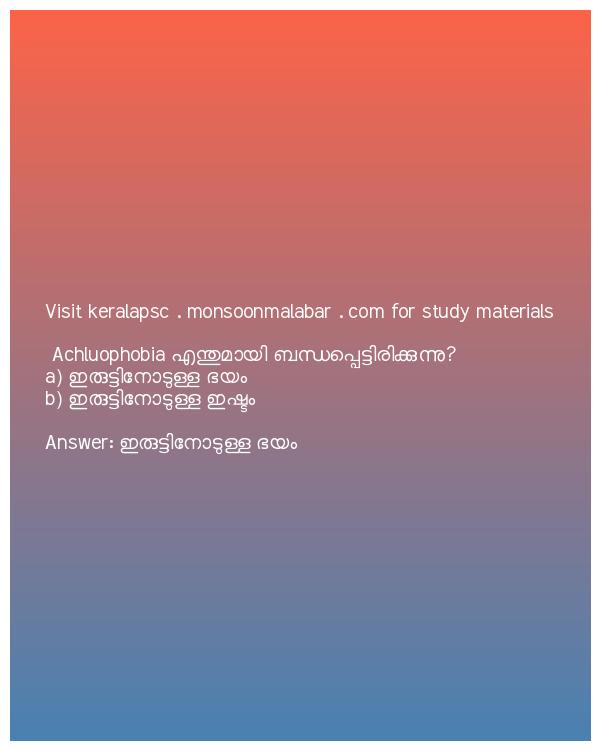 Visit keralapsc . monsoonmalabar . com for study materials
Achluophobia എന്തുമായി ബന്ധപ്പെട്ടിരിക്കുന്നു?
a) ഇരുട്ടിനോടുള്ള ഭയം
b) ഇരുട്ടിനോടുള്ള ഇഷ്ടം
Answer: ഇരുട്ടിനോടുള്ള ഭയം